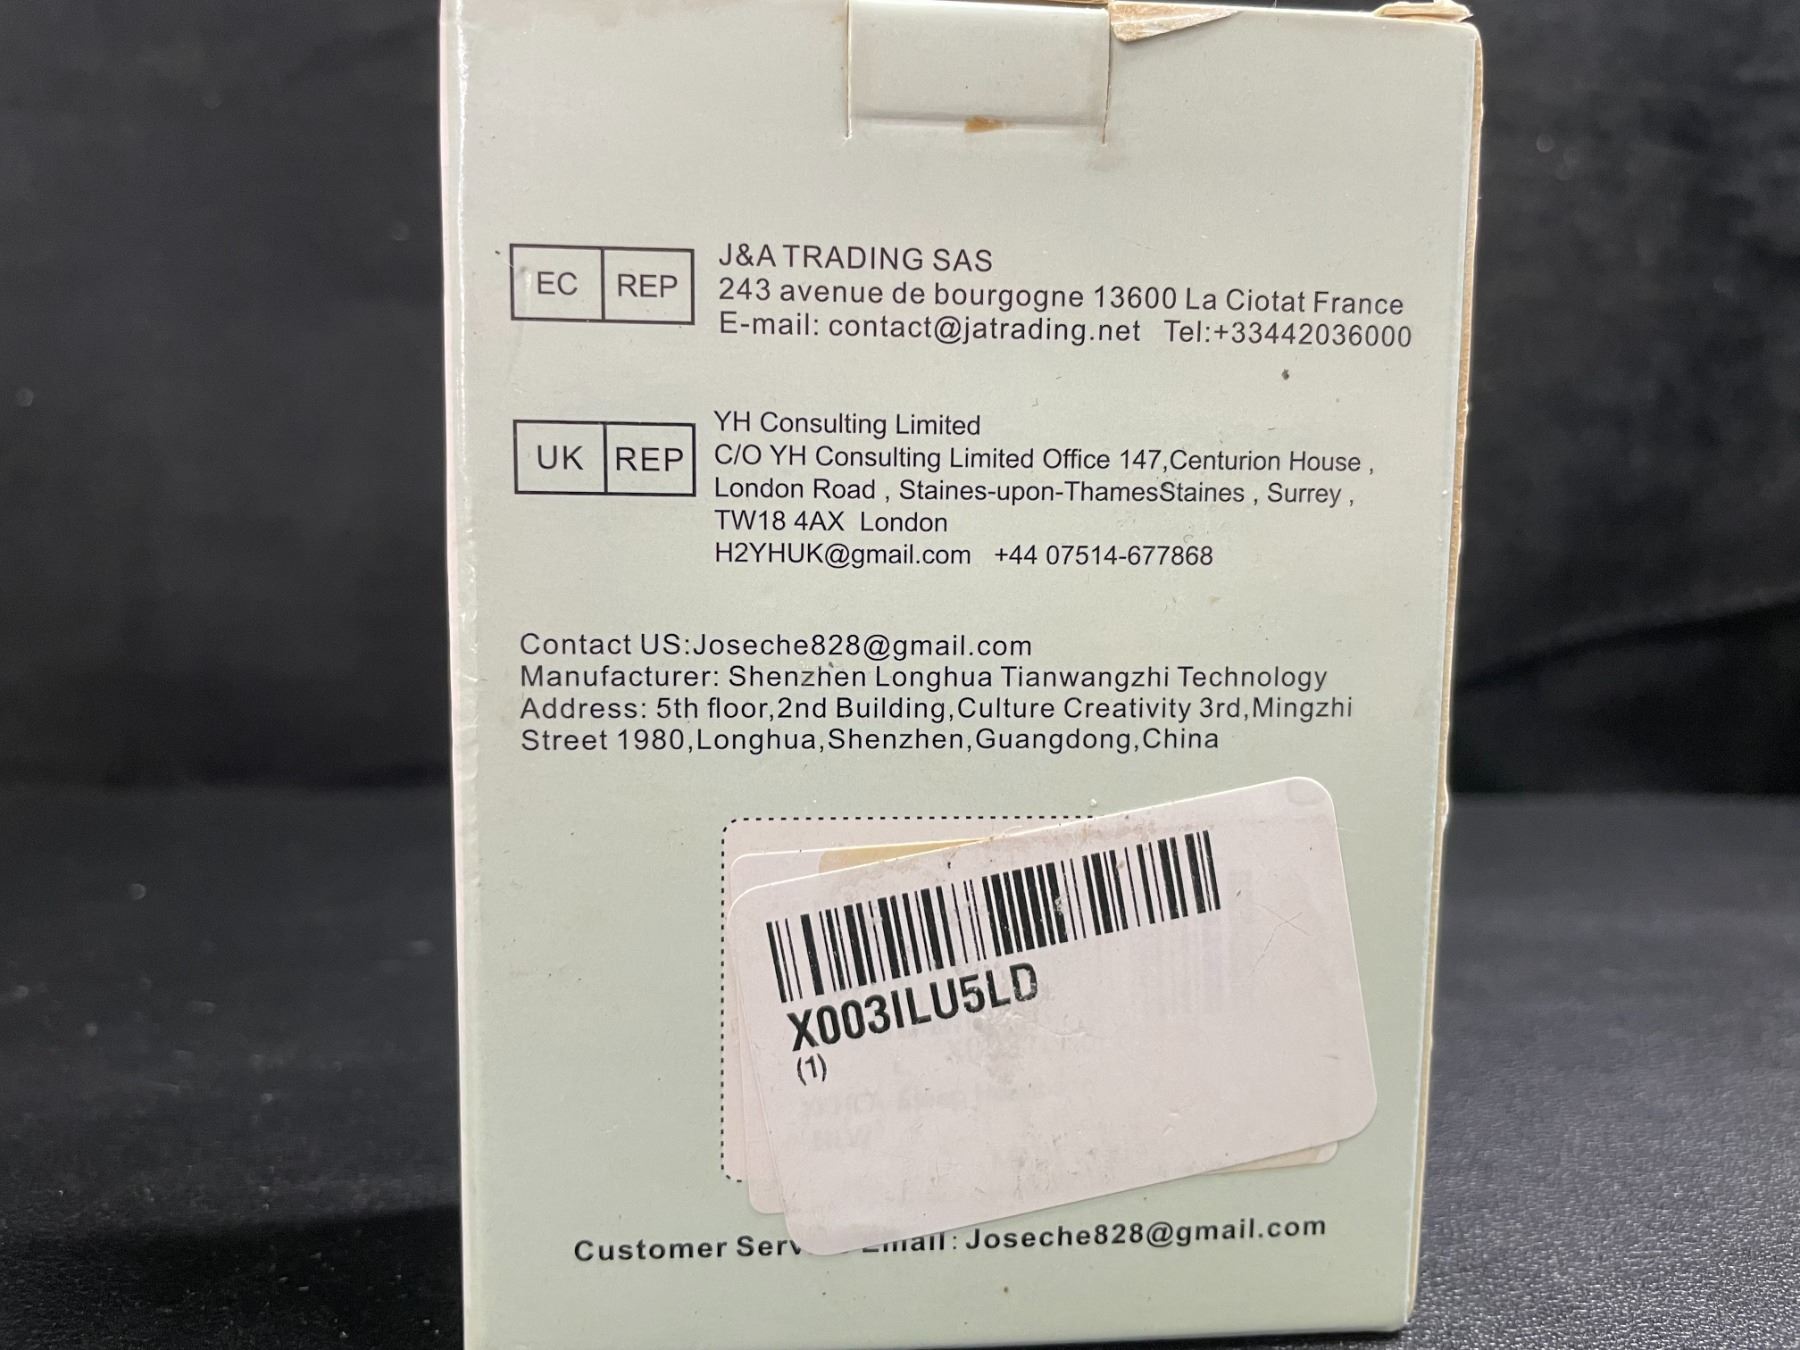 EC REP
J&A TRADING SAS
243 avenue de bourgogne 13600 La Ciotat France
E-mail: contact@jatrading.net Tel:+33442036000
UK REP
YH Consulting Limited
C/O YH Consulting Limited Office 147,Centurion House ,
London Road , Staines-upon-ThamesStaines , Surrey ,
TW18 4AX London
H2YHUK@gmail.com +44 07514-677868
Contact US:Joseche828@gmail.com
Manufacturer: Shenzhen Longhua Tianwangzhi Technology
Address: 5th floor,2nd Building,Culture Creativity 3rd,Mingzhi
Street 1980,Longhua,Shenzhen,Guangdong,China
X003ILU5LD
(1)
Customer Email: Joseche828@gmail.com